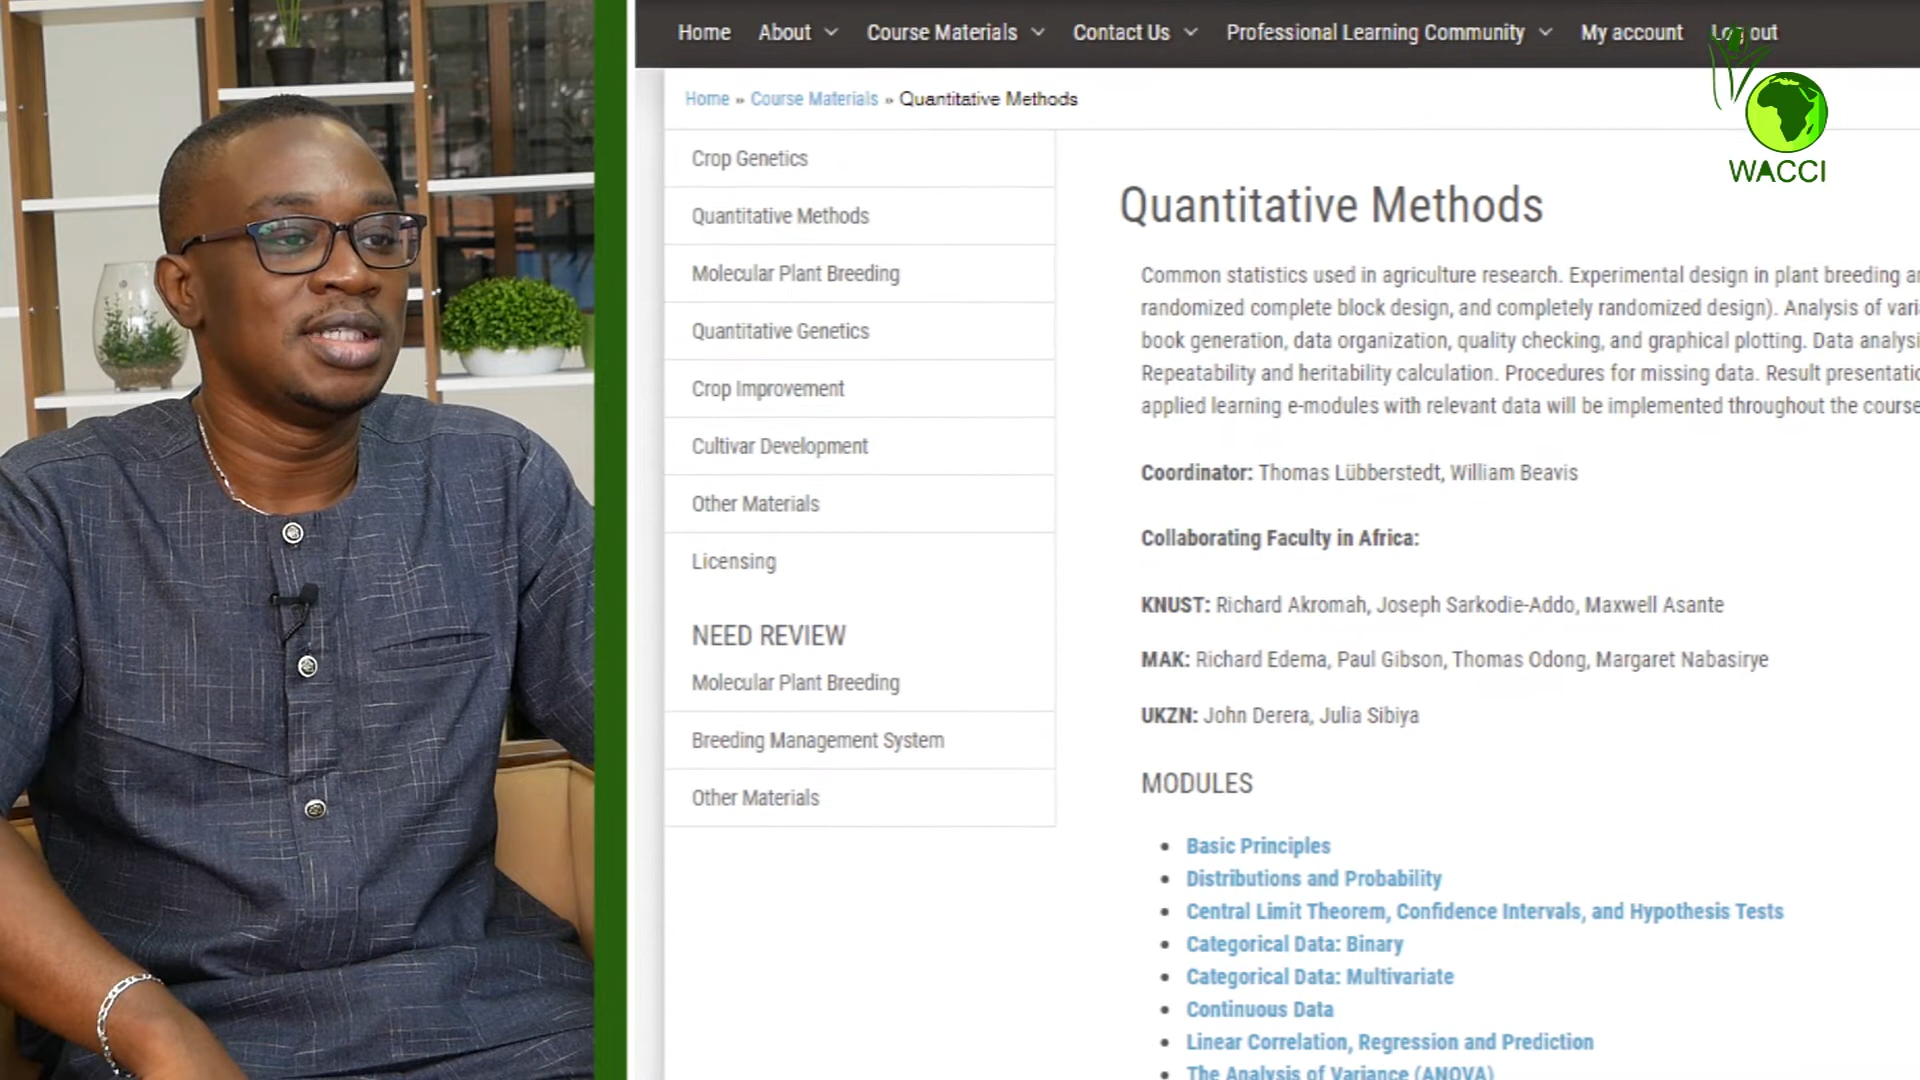 Home About Course Materials Contact Us Professional Learning Community My account Log out
Home » Course Materials » Quantitative Methods
WACCI
Crop Genetics
Quantitative Methods
Molecular Plant Breeding
Quantitative Genetics
Crop Improvement
Cultivar Development
Other Materials
Licensing
NEED REVIEW
Molecular Plant Breeding
Breeding Management System
Other Materials
Quantitative Methods
Common statistics used in agriculture research. Experimental design in plant breeding
randomized complete block design, and completely randomized design). Analysis of
book generation, data organization, quality checking, and graphical plotting. Data
Repeatability and heritability calculation. Procedures for missing data. Result
applied learning e-modules with relevant data will be implemented throughout the course
Coordinator: Thomas Lübberstedt, William Beavis
Collaborating Faculty in Africa:
KNUST: Richard Akromah, Joseph Sarkodie-Addo, Maxwell Asante
MAK: Richard Edema, Paul Gibson, Thomas Odong, Margaret Nabasirye
UKZN: John Derera, Julia Sibiya
MODULES
• Basic Principles
• Distributions and Probability
• Central Limit Theorem, Confidence Intervals, and Hypothesis Tests
• Categorical Data: Binary
• Categorical Data: Multivariate
• Continuous Data
• Linear Correlation, Regression and Prediction
• The Analysis of Variance (ANOVA)